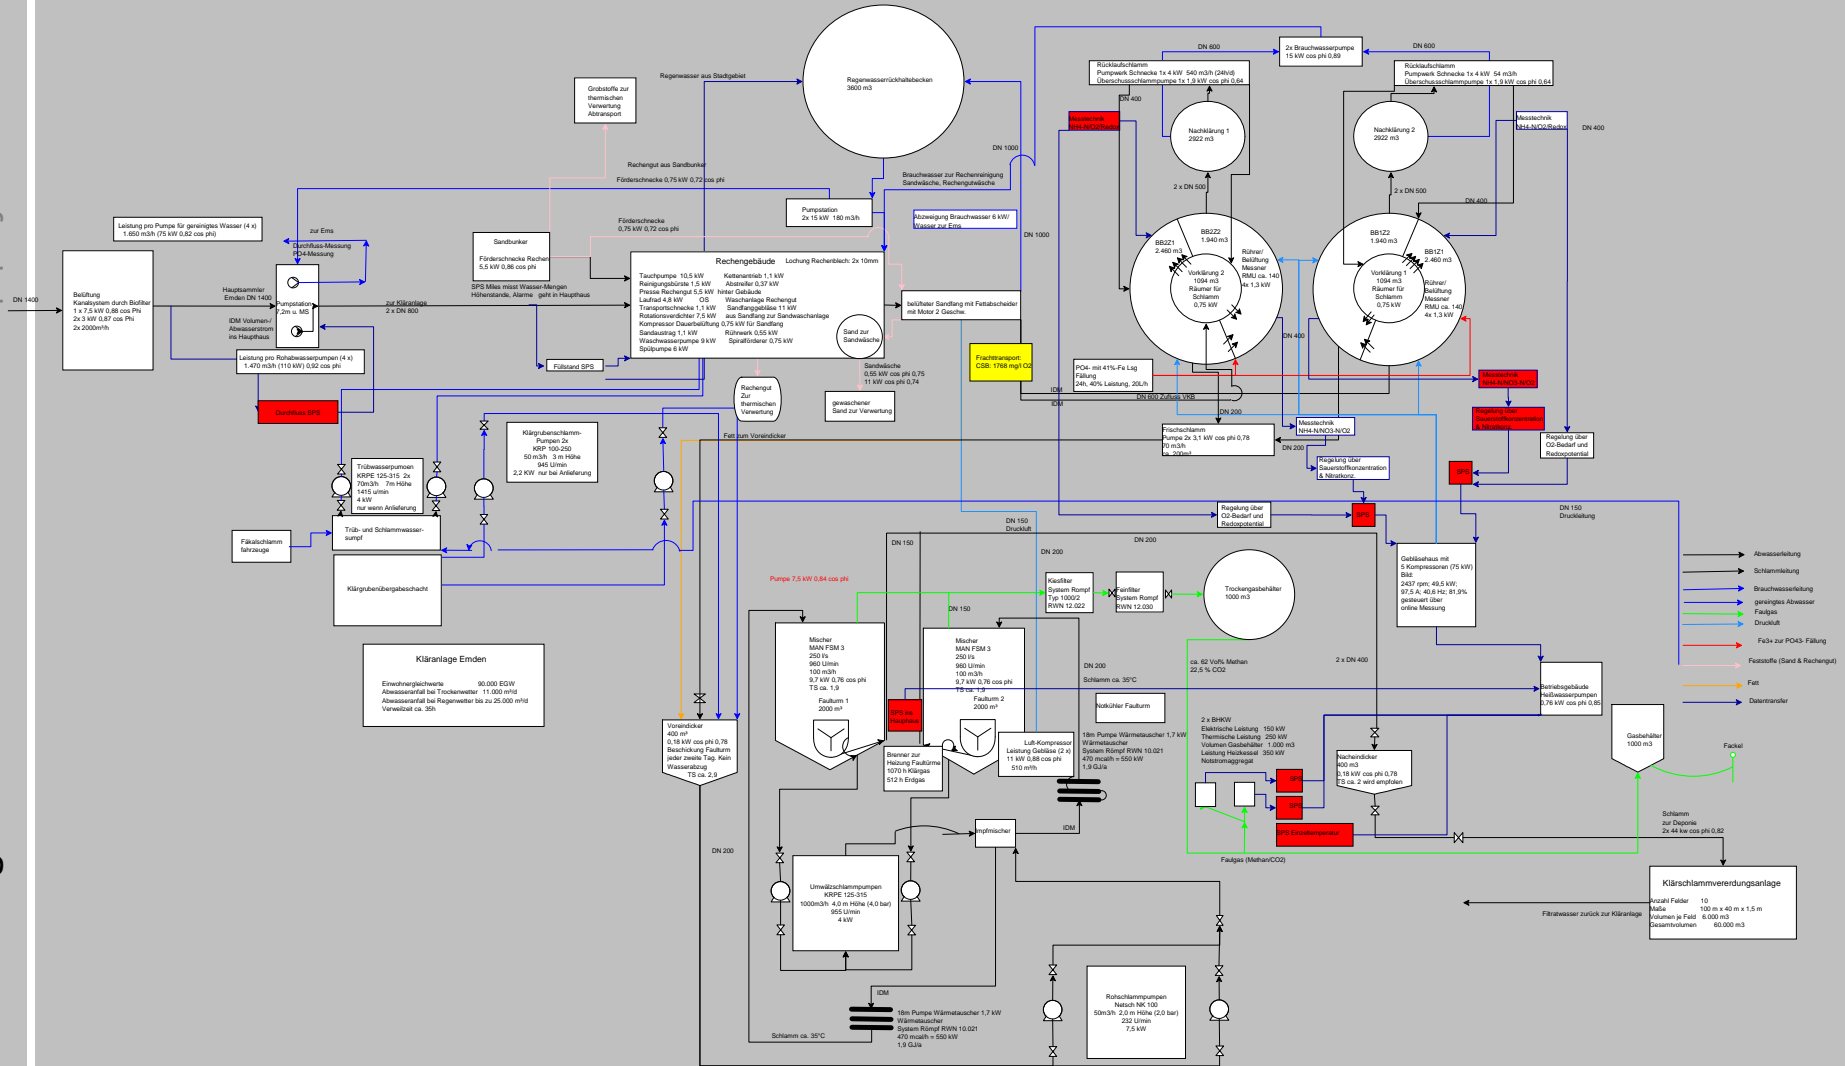 Regenwasserrückhaltebecken
3600 m3
Regenwasser aus Stadtgebiet
Grobstoffe zur
thermischen
Verwertung
Abtransport
2x Brauchwasserpumpe
15 kW cos phi 0,89
DN 600
DN 600
Rücklaufschlamm
Pumpwerk Schnecke 1x 4 kW 540 m3/h (24h/d)
Überschussschlammpumpe 1x 1,9 kW cos phi 0,64
Rücklaufschlamm
Pumpwerk Schnecke 1x 4 kW 54 m3/h
Überschussschlammpumpe 1x 1,9 kW cos phi 0,64
DN 400
Messtechnik
NH4-N/O2/Redox
Nachklärung 1
2922 m3
Nachklärung 2
2922 m3
Messtechnik
NH4-N/O2/Redox
DN 400
DN 1000
Rechengut aus Sandbunker
Förderschnecke 0,75 kW 0,72 cos phi
Brauchwasser zur Rechenreinigung
Sandwäsche, Rechengutwäsche
2 x DN 500
2 x DN 500
DN 400
Pumpstation
2x 15 kW 180 m3/h
Abzweigung Brauchwasser 6 kW/
Wasser zur Ems
DN 1000
Leistung pro Pumpe für gereinigtes Wasser (4 x)
1.650 m3/h (75 kW 0,82 cos phi)
zur Ems
Durchfluss-Messung
PO4-Messung
Förderschnecke
0,75 kW 0,72 cos phi
Sandbunker
Förderschnecke Rechen
5,5 kW 0,86 cos phi
SPS Miles misst Wasser-Mengen
Höhenstande, Alarme geht in Haupthaus
Rechengebäude
Lochung Rechenblech: 2x 10mm
Tauchpumpe 10,5 kW Kettenantrieb 1,1 kW
Reinigungsbürste 1,5 kW Abstreifer 0,37 kW
Presse Rechengut 5,5 kW hinter Gebäude
Laufrad 4,8 kW OS Waschanlage Rechengut
Transportschnecke 1,1 kW Sandfanggebläse 11 kW
Rotationsverdichter 7,5 kW aus Sandfang zur Sandwaschanlage
Kompressor Dauerbelüftung 0,75 kW für Sandfang
Sandaustrag 1,1 kW Rührwerk 0,55 kW
Waschwasserpumpe 9 kW Spiralförderer 0,75 kW
Spülpumpe 6 kW
Sand zur
Sandwäsche
belüfteter Sandfang mit Fettabscheider
mit Motor 2 Geschw.
DN 1400
Belüftung
Kanalsystem durch Biofilter
1 x 7,5 kW 0,88 cos Phi
2x 3 kW 0,87 cos Phi
2x 2000m³/h
Hauptsammler
Emden DN 1400
Pumpstation
7,2m u. MS
IDM Volumen-/
Abwasserstrom
ins Haupthaus
zur Kläranlage
2 x DN 800
Leistung pro Rohabwasserpumpen (4 x)
1.470 m3/h (110 kW) 0,92 cos phi
Durchfluss SPS
Füllstand SPS
Rechengut
Zur
thermischen
Verwertung
Sandwäsche
0,55 kW cos phi 0,75
11 kW cos phi 0,74
gewaschener
Sand zur Verwertung
Frachttransport:
CSB: 1768 mg/l O2
BB2Z1
2.460 m3
BB2Z2
1.940 m3
Rührer/
Belüftung
Messner
RMU ca. 140
4x 1,3 kW
Vorklärung 2
1094 m3
Räumer für
Schlamm
0,75 kW
BB1Z2
1.940 m3
BB1Z1
2.460 m3
Vorklärung 1
1094 m3
Räumer für
Schlamm
0,75 kW
Rührer/
Belüftung
Messner
RMU ca. 140
4x 1,3 kW
DN 400
PO4- mit 41%-Fe Lsg
Fällung
24h, 40% Leistung, 20L/h
IDM
IDM
DN 600 Zufluss VKB
DN 200
Messtechnik
NH4-N/NO3-N/O2
Messtechnik
NH4-N/NO3-N/O2
Regelung über
Sauerstoffkonzentration
& Nitratkonz.
Regelung über
O2-Bedarf und
Redoxpotential
Frischschlamm
Pumpe 2x 3,1 kW cos phi 0,78
70 m3/h
ca. 200m³
DN 200
Regelung über
Sauerstoffkonzentration
& Nitratkonz.
SPS
Fett zum Voreindicker
Klärgrubenschlamm-
Pumpen 2x
KRP 100-250
50 m3/h 3 m Höhe
945 U/min
2,2 KW nur bei Anlieferung
Trübwasserpumoen
KRPE 125-315 2x
70m3/h 7m Höhe
1415 u/min
4 kW
nur wenn Anlieferung
Fäkalschlamm
fahrzeuge
Trüb- und Schlammwasser-
sumpf
Klärgrubenübergabeschacht
Regelung über
O2-Bedarf und
Redoxpotential
SPS
DN 150
Druckluft
DN 150
Druckleitung
DN 150
DN 200
DN 200
Gebläsehaus mit
5 Kompressoren (75 kW)
Bild:
2437 rpm; 49,5 kW;
97,5 A; 40,6 Hz; 81,9%
gesteuert über
online Messung
Abwasserleitung
Schlammleitung
Brauchwasserleitung
gereingtes Abwasser
Faulgas
Druckluft
Fe3+ zur PO43- Fällung
Feststoffe (Sand & Rechengut)
Fett
Datentransfer
Pumpe 7,5 kW 0,84 cos phi
DN 150
Kiesfilter
System Rompf
Typ 1000/2
RWN 12.022
Feinfilter
System Rompf
RWN 12.030
Trockengasbehälter
1000 m3
Kläranlage Emden
Einwohnergleichwerte 90.000 EGW
Abwasseranfall bei Trockenwetter 11.000 m³/d
Abwasseranfall bei Regenwetter bis zu 25.000 m³/d
Verweilzeit ca. 35h
Mischer
MAN FSM 3
250 l/s
960 U/min
100 m3/h
9,7 kW 0,76 cos phi
TS ca. 1,9
Faulturm 1
2000 m³
Mischer
MAN FSM 3
250 l/s
960 U/min
100 m3/h
9,7 kW 0,76 cos phi
TS ca. 1,9
Faulturm 2
2000 m³
SPS ins
Haupthaus
DN 200
Schlamm ca. 35°C
ca. 62 Vol% Methan
22,5 % CO2
2 x DN 400
Notkühler Faulturm
Betriebsgebäude
Heißwasserpumpen
0,76 kW cos phi 0,85
Voreindicker
400 m³
0,18 kW cos phi 0,78
Beschickung Faulturm
jeder zweite Tag. Kein
Wasserabzug
TS ca. 2,9
Brenner zur
Heizung Faultürme
1070 h Klärgas
512 h Erdgas
Luft-Kompressor
Leistung Gebläse (2 x)
11 kW 0,88 cos phi
510 m³/h
18m Pumpe Wärmetauscher 1,7 kW
Wärmetauscher
System Römpf RWN 10.021
470 mcal/h = 550 kW
1,9 GJ/a
2 x BHKW
Elektrische Leistung 150 kW
Thermische Leistung 250 kW
Volumen Gasbehälter 1.000 m3
Leistung Heizkessel 350 kW
Notstromaggregat
SPS
SPS
SPS Einzeltemperatur
Nacheindicker
400 m3
0,18 kW cos phi 0,78
TS ca. 2 wird empfolen
Gasbehälter
1000 m3
Fackel
Schlamm
zur Deponie
2x 44 kw cos phi 0,82
Faulgas (Methan/CO2)
DN 200
Impfmischer
IDM
Umwälzschlammpumpen
KRPE 125-315
1000m3/h 4,0 m Höhe (4,0 bar)
955 U/min
4 kW
Klärschlammvererdungsanlage
Anzahl Felder 10
Maße 100 m x 40 m x 1,5 m
Volumen je Feld 6.000 m3
Gesamtvolumen 60.000 m3
Filtratwasser zurück zur Kläranlage
IDM
Schlamm ca. 35°C
18m Pumpe Wärmetauscher 1,7 kW
Wärmetauscher
System Römpf RWN 10.021
470 mcal/h = 550 kW
1,9 GJ/a
Rohschlammpumpen
Netsch NK 100
50m3/h 2,0 m Höhe (2,0 bar)
232 U/min
7,5 kW